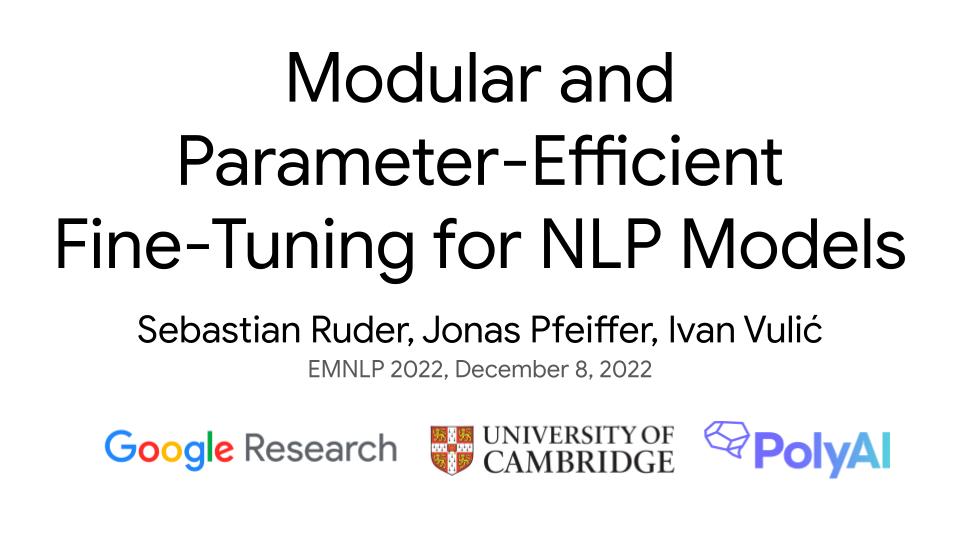 Modular and
Parameter-Efficient
Fine-Tuning for NLP Models
Sebastian Ruder, Jonas Pfeiffer, Ivan Vulić
EMNLP 2022, December 8, 2022
Google Research
UNIVERSITY OF
CAMBRIDGE
PolyAI